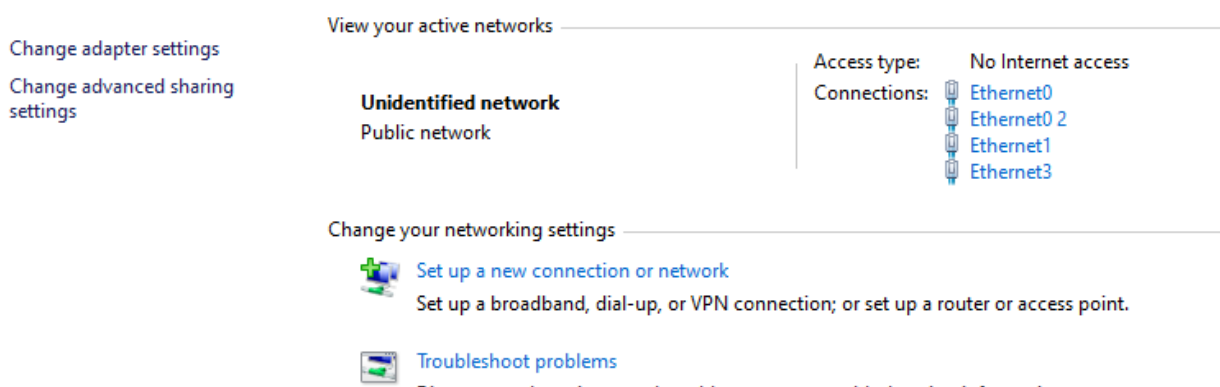 View your active networks
Change adapter settings
Change advanced sharing
settings
Unidentified network
Public network
Access type: No Internet access
Connections: Ethernet0
Ethernet0 2
Ethernet1
Ethernet3
Change your networking settings
Set up a new connection or network
Set up a broadband, dial-up, or VPN connection; or set up a router or access point.
Troubleshoot problems